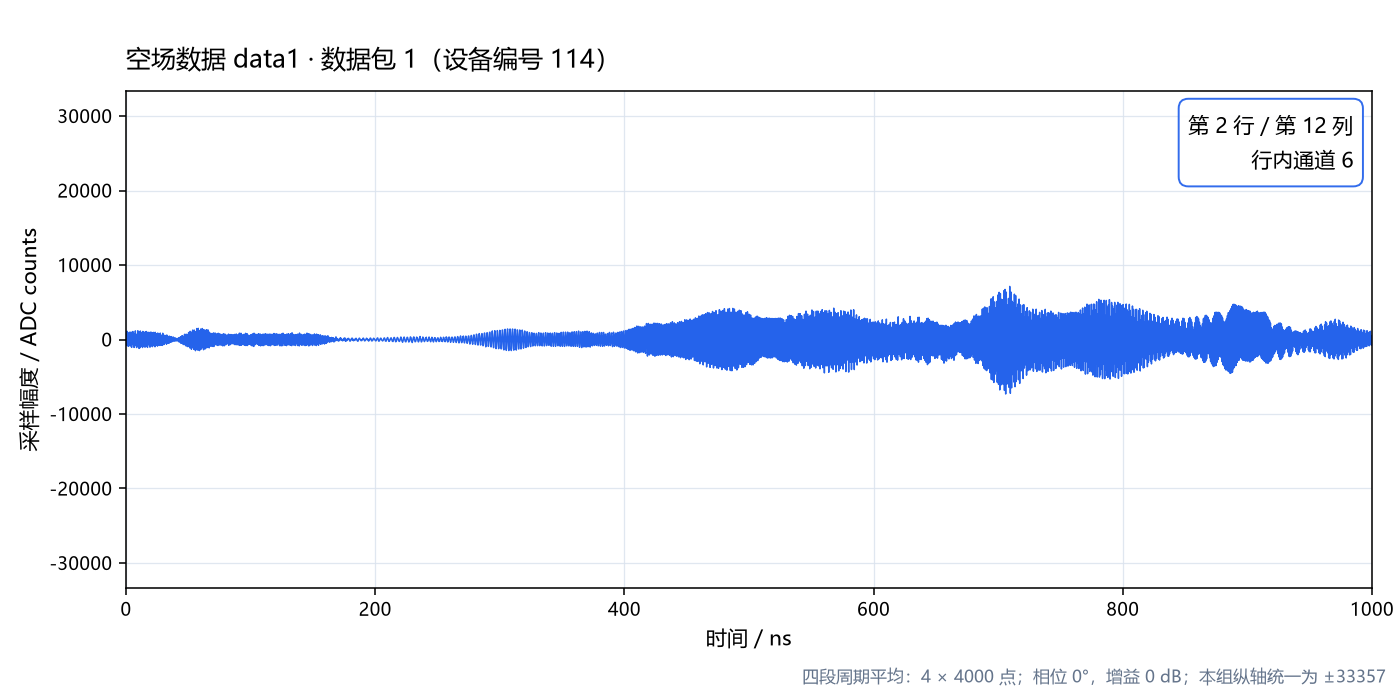 空场数据 data1 · 数据包 1（设备编号 114）
第 2 行 / 第 12 列
行内通道 6
采样幅度 / ADC counts
30000
20000
10000
0
-10000
-20000
-30000
0 200 400 600 800 1000
时间 / ns
四段周期平均：4 × 4000 点；相位 0°，增益 0 dB；本组纵轴统一为 ±33357